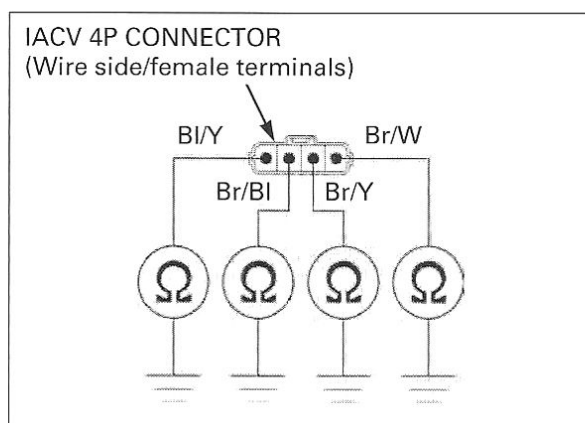 IACV 4P CONNECTOR
(Wire side/female terminals)
Bl/Y
Br/W
Br/Bl
Br/Y
Ω Ω Ω Ω